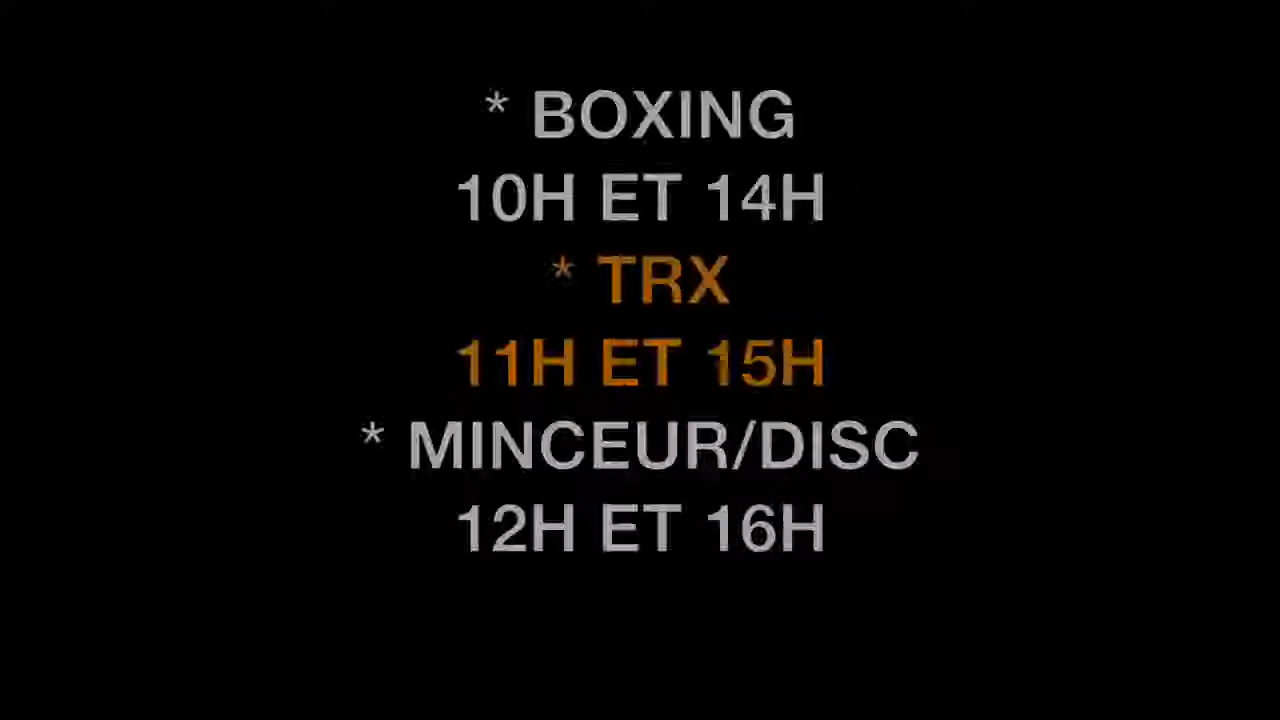 * BOXING
10H ET 14H
* TRX
11H ET 15H
* MINCEUR/DISC
12H ET 16H